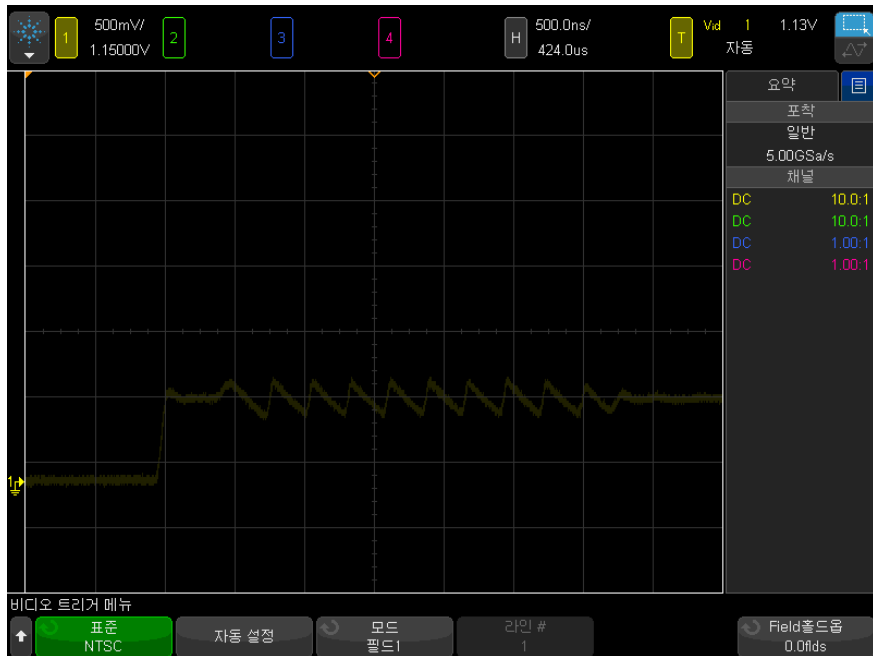 1 500mV/ 1.15000V 2 3 4 H 500.0ns/ 424.0us T Vid 1 1.13V 자동
요약
포착
일반
5.00GSa/s
채널
DC 10.0:1
DC 10.0:1
DC 1.00:1
DC 1.00:1
1
비디오 트리거 메뉴
표준
NTSC
자동 설정
모드
필드1
라인 #
1
Field홀드옵
0.0flds